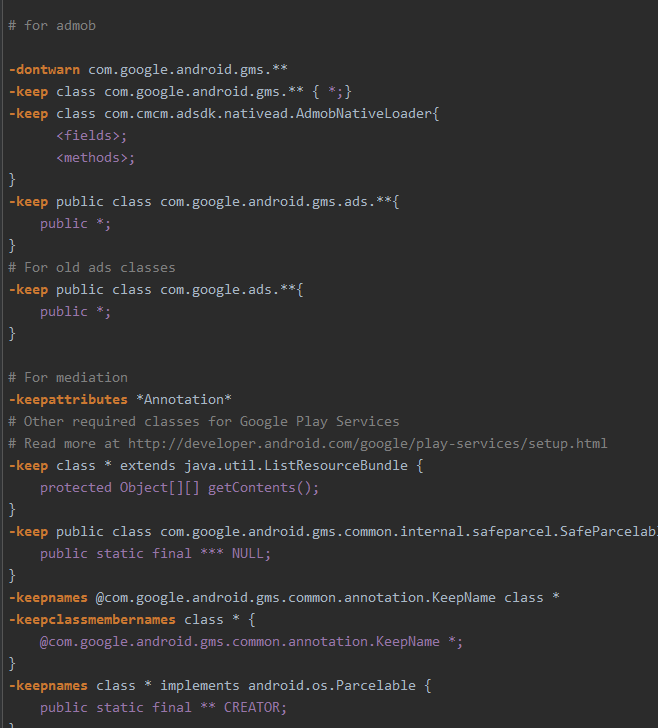 # for admob
-dontwarn com.google.android.gms.**
-keep class com.google.android.gms.** { *;}
-keep class com.cmcm.adsdk.nativead.AdmobNativeLoader{
<fields>;
<methods>;
}
-keep public class com.google.android.gms.ads.**{
public *;
}
# For old ads classes
-keep public class com.google.ads.**{
public *;
}
# For mediation
-keepattributes *Annotation*
# Other required classes for Google Play Services
# Read more at http://developer.android.com/google/play-services/setup.html
-keep class * extends java.util.ListResourceBundle {
protected Object[][] getContents();
}
-keep public class com.google.android.gms.common.internal.safeparcel.SafeParcelab
public static final *** NULL;
}
-keepnames @com.google.android.gms.common.annotation.KeepName class *
-keepclassmembernames class * {
@com.google.android.gms.common.annotation.KeepName *;
}
-keepnames class * implements android.os.Parcelable {
public static final ** CREATOR;
}